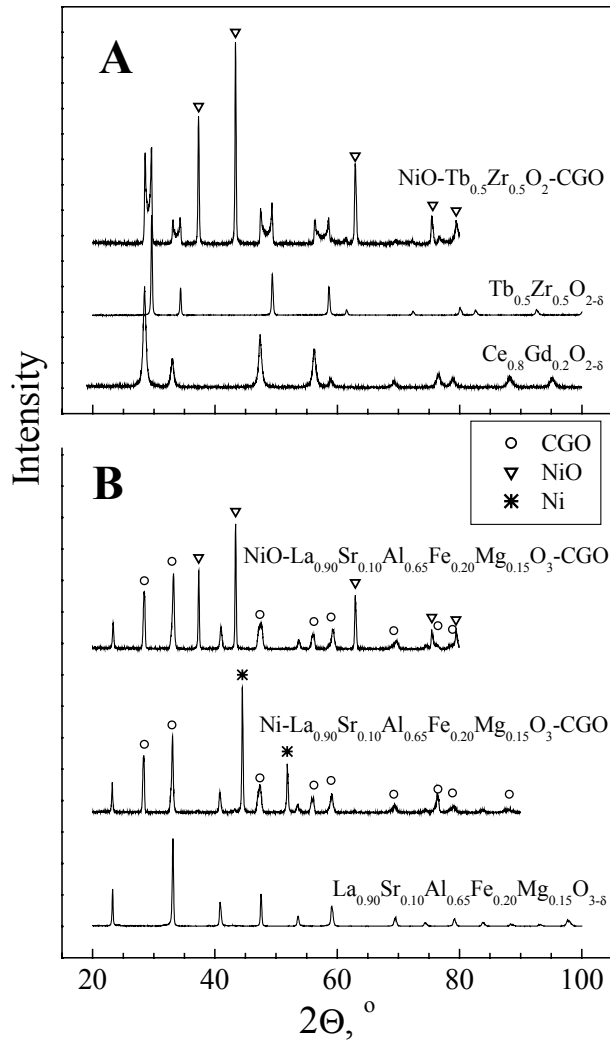 A
NiO-Tb0.5Zr0.5O2-CGO
Tb0.5Zr0.5O2-δ
Ce0.8Gd0.2O2-δ
Intensity
B
CGO
NiO
Ni
NiO-La0.90Sr0.10Al0.65Fe0.20Mg0.15O3-CGO
Ni-La0.90Sr0.10Al0.65Fe0.20Mg0.15O3-CGO
La0.90Sr0.10Al0.65Fe0.20Mg0.15O3-δ
20 40 60 80 100
2Θ, °